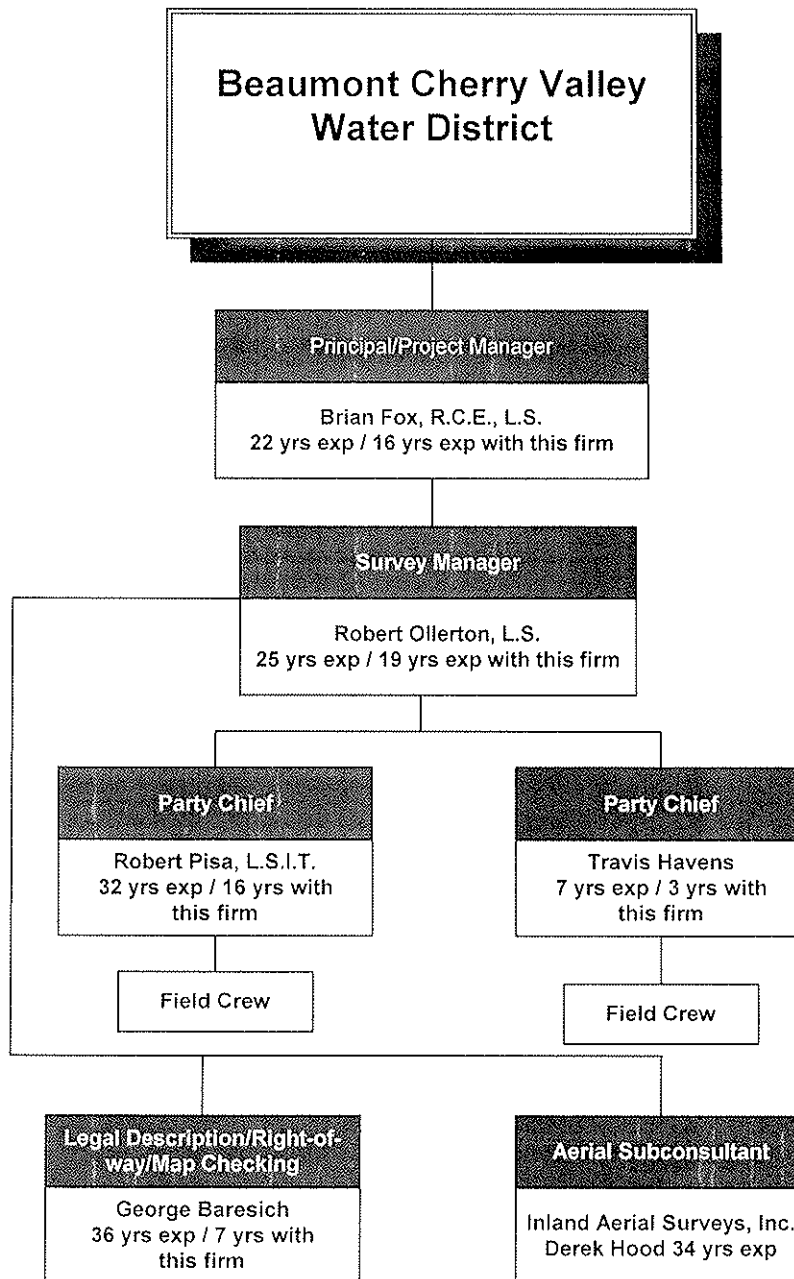 Beaumont Cherry Valley
Water District
Principal/Project Manager
Brian Fox, R.C.E., L.S.
22 yrs exp / 16 yrs exp with this firm
Survey Manager
Robert Ollerton, L.S.
25 yrs exp / 19 yrs exp with this firm
Party Chief
Robert Pisa, L.S.I.T.
32 yrs exp / 16 yrs with
this firm
Field Crew
Party Chief
Travis Havens
7 yrs exp / 3 yrs with
this firm
Field Crew
Legal Description/Right-of-
way/Map Checking
George Baresich
36 yrs exp / 7 yrs with
this firm
Aerial Subconsultant
Inland Aerial Surveys, Inc.
Derek Hood 34 yrs exp